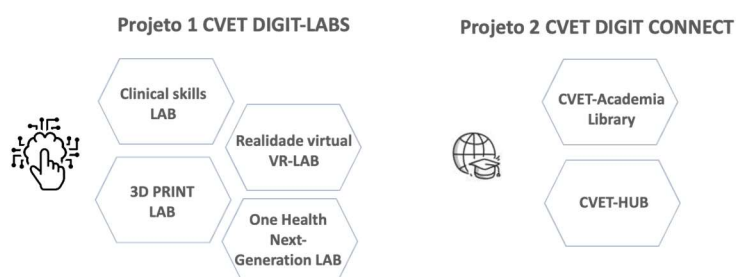 Projeto 1 CVET DIGIT-LABS
Clinical skills
LAB
Realidade virtual
VR-LAB
3D PRINT
LAB
One Health
Next-
Generation LAB
Projeto 2 CVET DIGIT CONNECT
CVET-Academia
Library
CVET-HUB